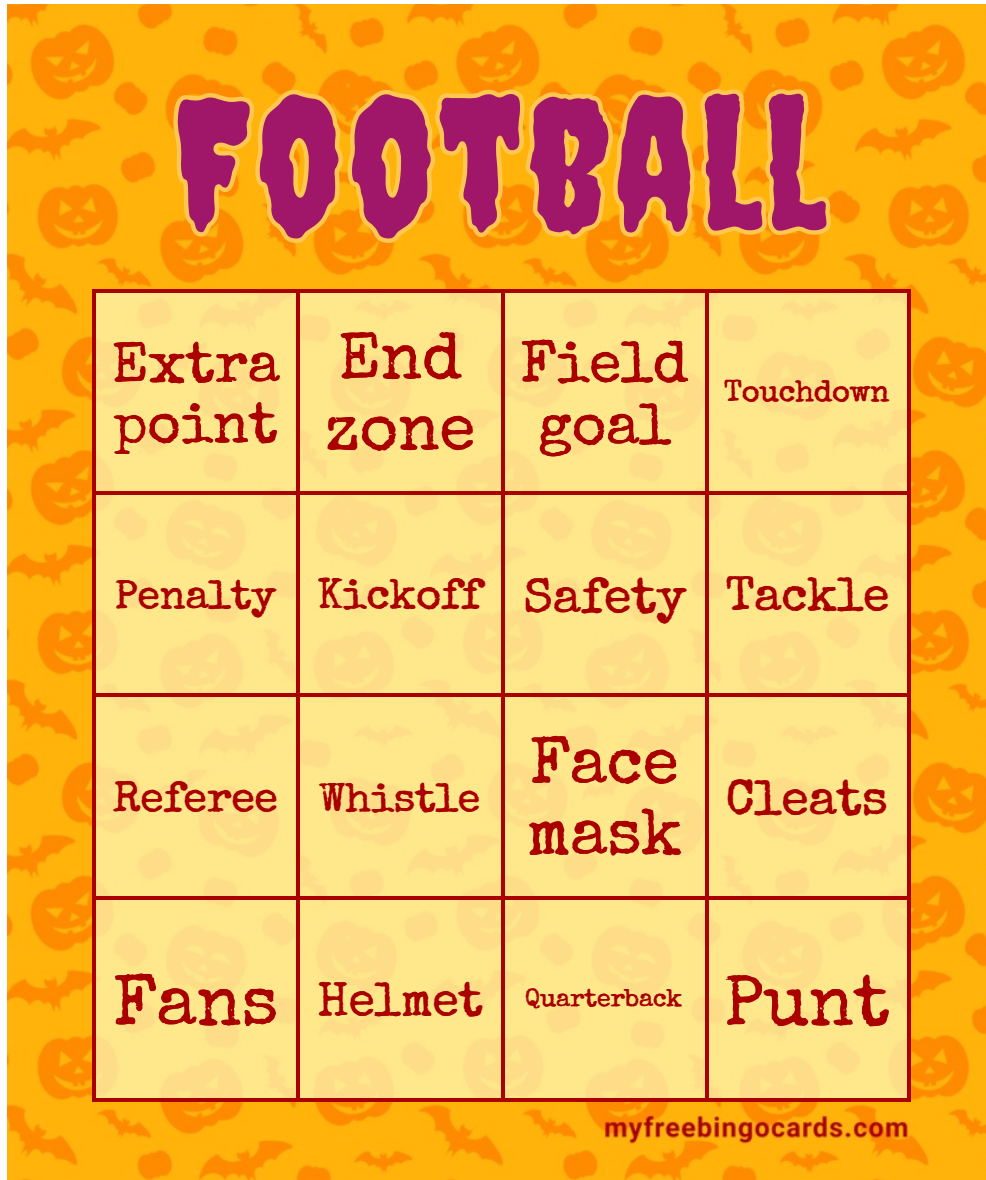 FOOTBALL
Extra
point
End
zone
Field
goal
Touchdown
Penalty
Kickoff
Safety
Tackle
Referee
Whistle
Face
mask
Cleats
Fans
Helmet
Quarterback
Punt
myfreebingocards.com